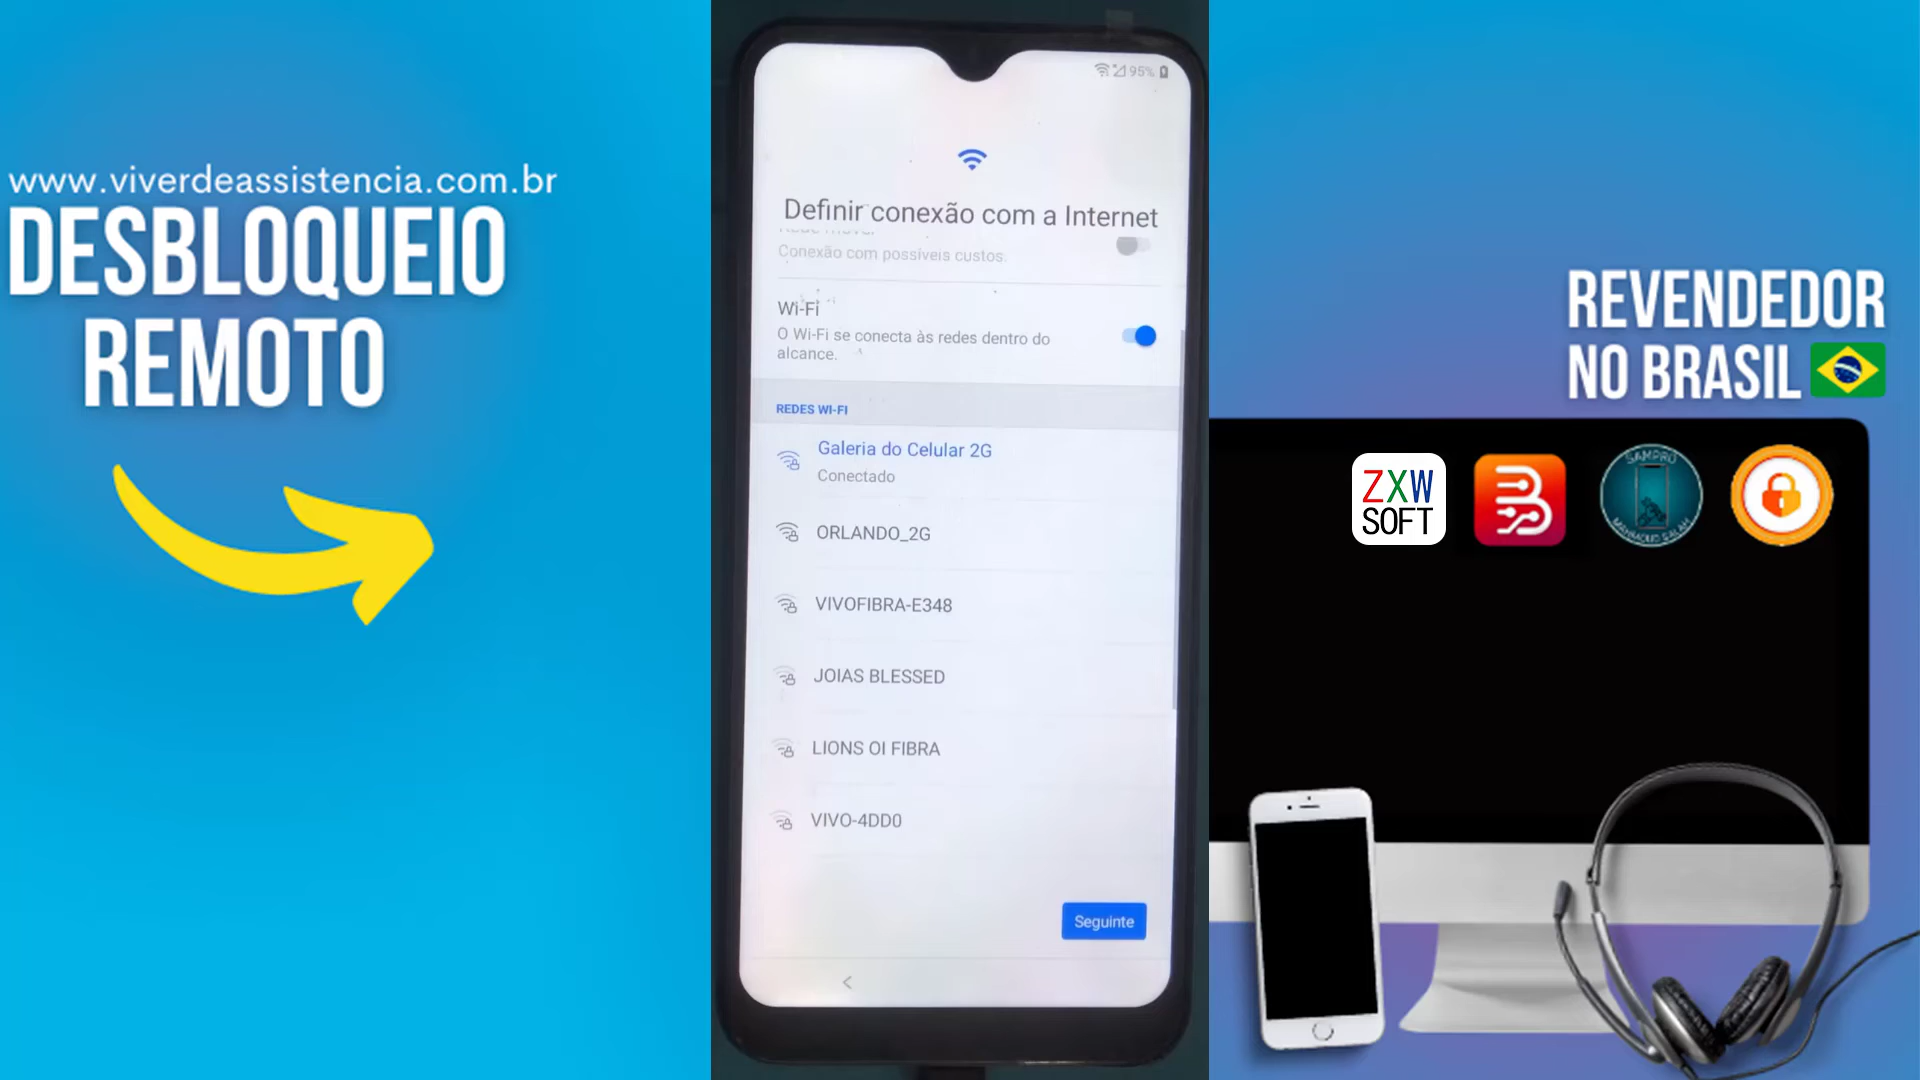 www.viverdeassistencia.com.br
DESBLOQUEIO
REMOTO
95%
Definir conexão com a Internet
Conexão com possíveis custos.
Wi-Fi
O Wi-Fi se conecta às redes dentro do
alcance.
REDES WI-FI
Galeria do Celular 2G
Conectado
ORLANDO_2G
VIVOFIBRA-E348
JOIAS BLESSED
LIONS OI FIBRA
VIVO-4DD0
Seguinte
REVENDEDOR
NO BRASIL
ZXW
SOFT
SAMPRO
MAHMOUD SALAH